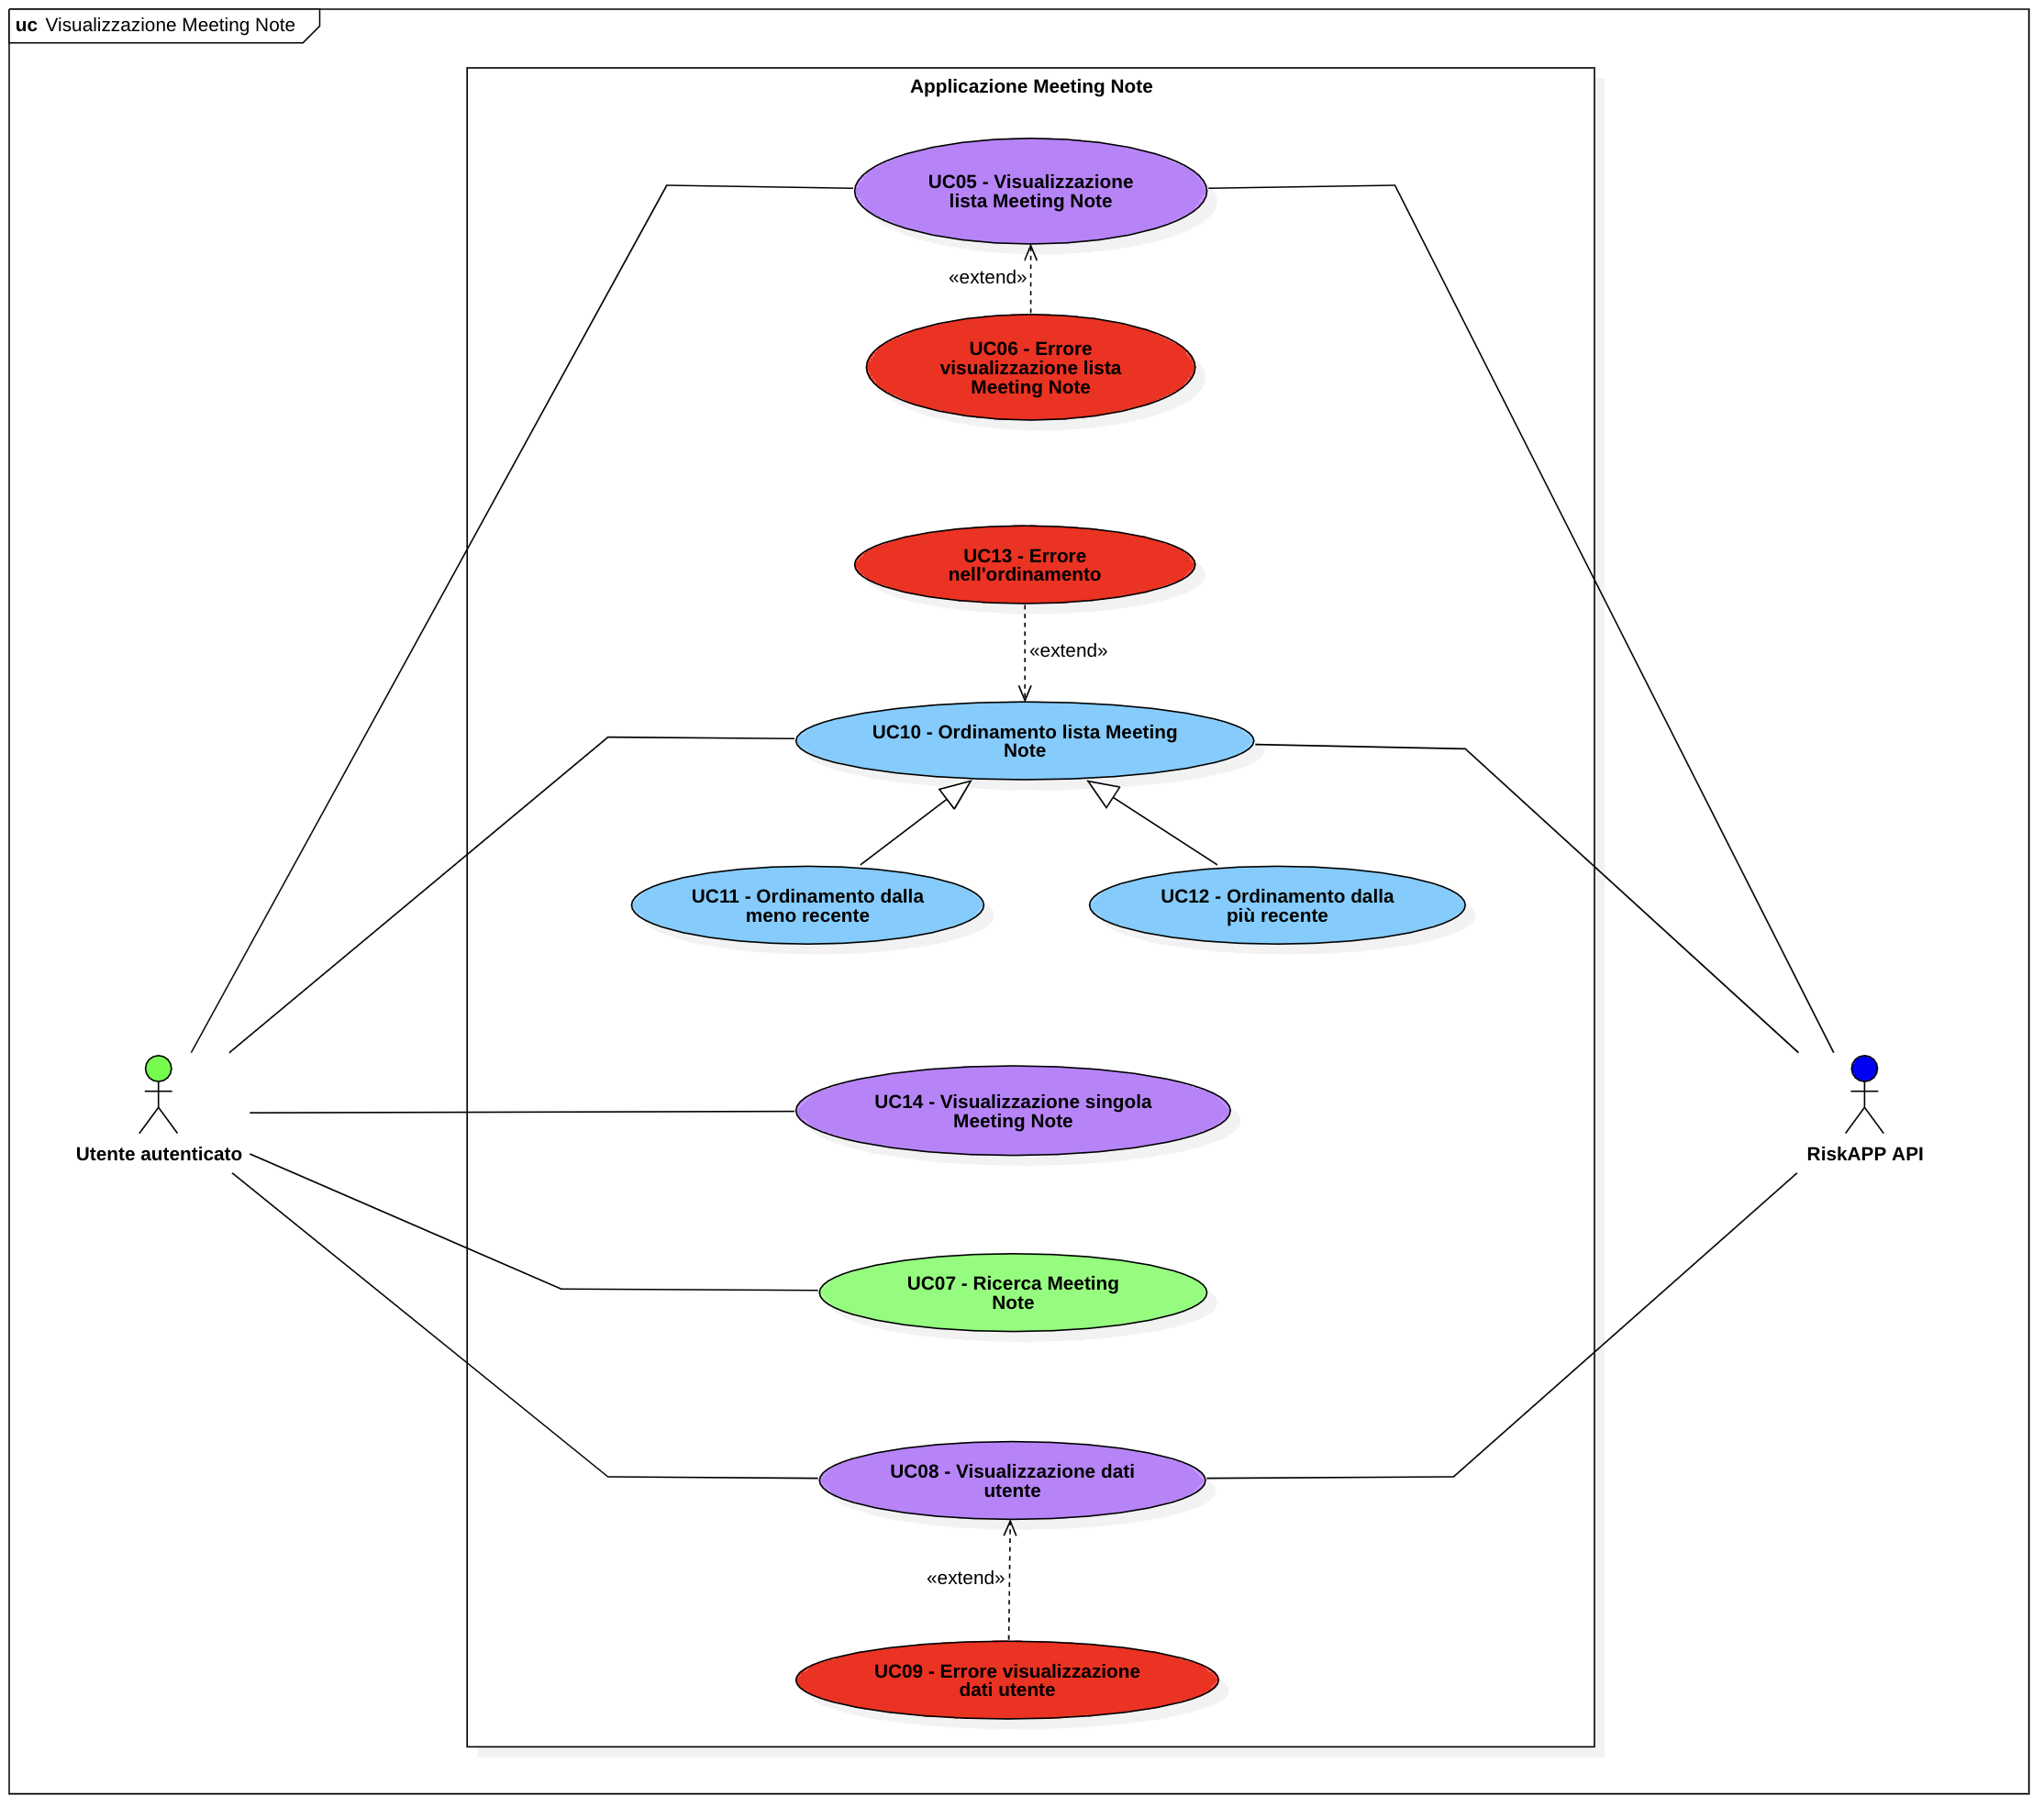 uc Visualizzazione Meeting Note
Applicazione Meeting Note
UC05 - Visualizzazione
lista Meeting Note
«extend»
UC06 - Errore
visualizzazione lista
Meeting Note
UC13 - Errore
nell'ordinamento
«extend»
UC10 - Ordinamento lista Meeting
Note
UC11 - Ordinamento dalla
meno recente
UC12 - Ordinamento dalla
più recente
UC14 - Visualizzazione singola
Meeting Note
Utente autenticato
RiskAPP API
UC07 - Ricerca Meeting
Note
UC08 - Visualizzazione dati
utente
«extend»
UC09 - Errore visualizzazione
dati utente